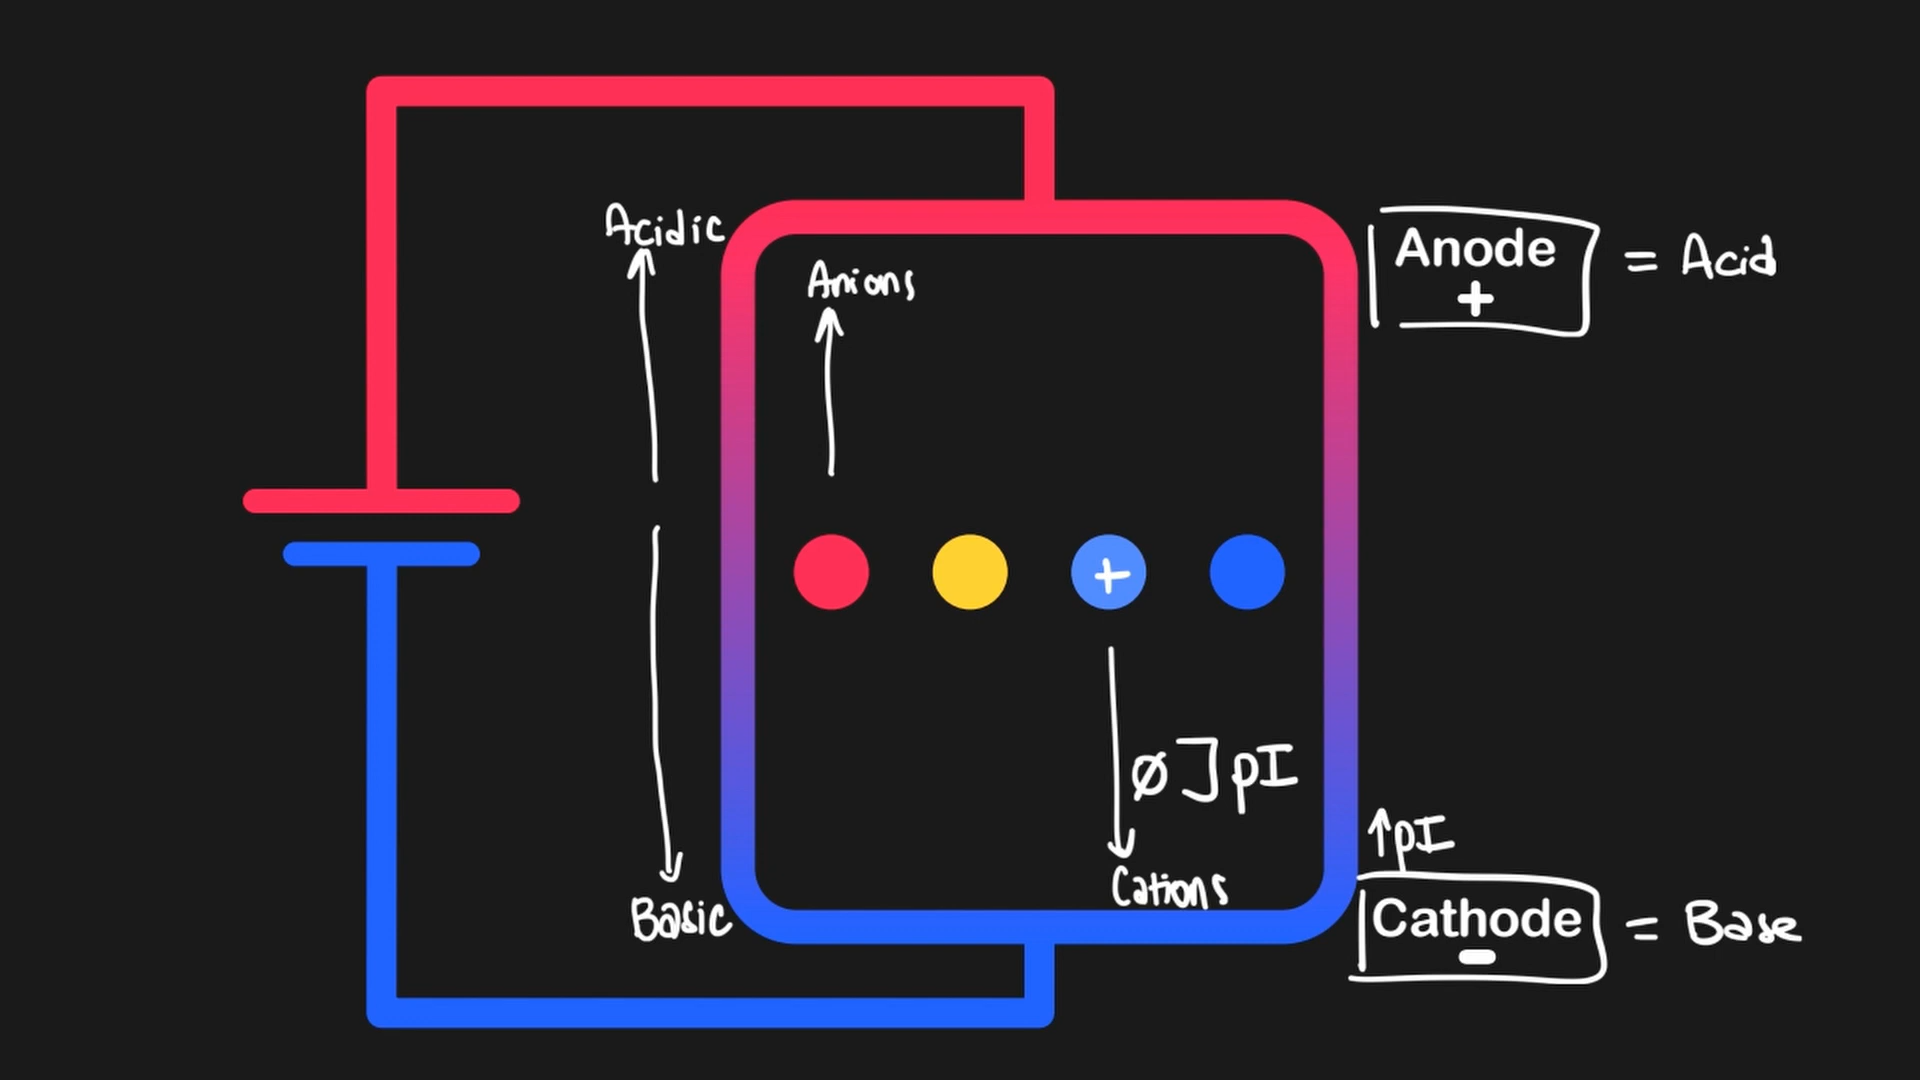 Acidic
Anions
Anode
+
= Acid
+
Ø ] pI
↑pI
Cations
Basic
Cathode
-
= Base